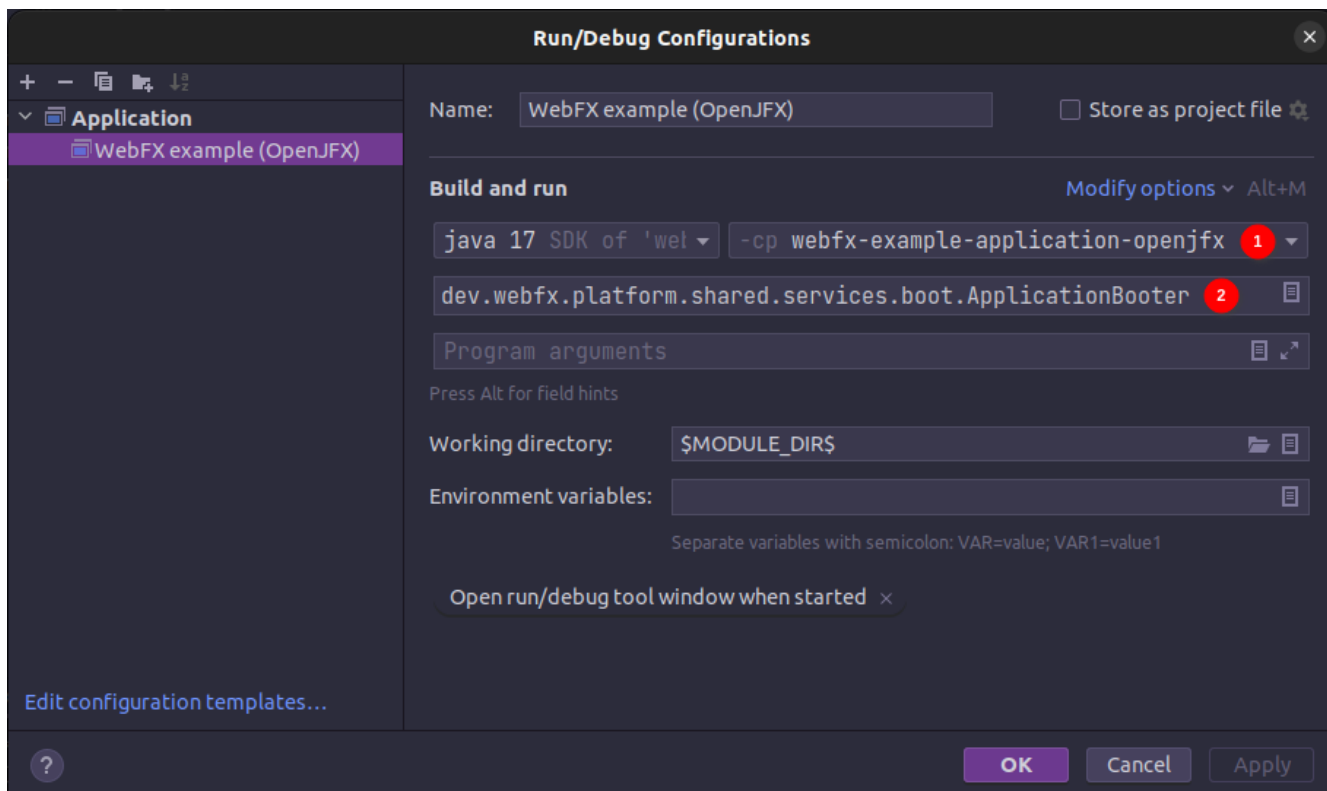 Run/Debug Configurations
Application
WebFX example (OpenJFX)
Name: WebFX example (OpenJFX) Store as project file
Build and run Modify options Alt+M
java 17 SDK of 'wel -cp webfx-example-application-openjfx 1
dev.webfx.platform.shared.services.boot.ApplicationBooter 2
Program arguments
Press Alt for field hints
Working directory: $MODULE_DIR$
Environment variables:
Separate variables with semicolon: VAR=value; VAR1=value1
Open run/debug tool window when started ×
Edit configuration templates...
? OK Cancel Apply